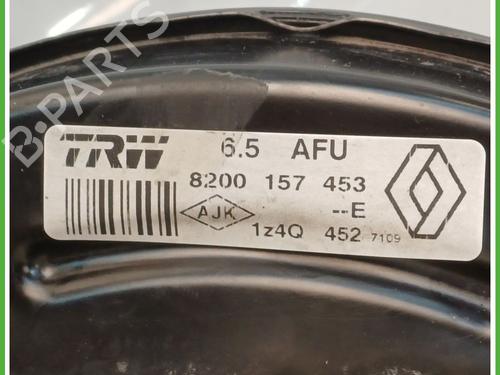 B-PARTS
TRW 6.5 AFU
8200 157 453
AJK --E
1z4Q 452 7109